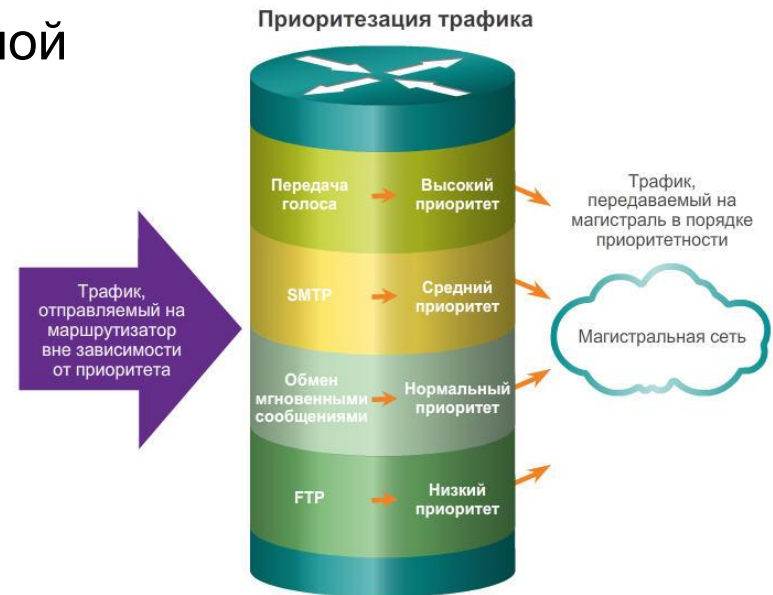 ной
Приоритезация трафика
Передача
голоса
Высокий
приоритет
SMTP
Средний
приоритет
Обмен
мгновенными
сообщениями
Нормальный
приоритет
FTP
Низкий
приоритет
Трафик,
отправляемый на
маршрутизатор
вне зависимости
от приоритета
Трафик,
передаваемый на
магистраль в порядке
приоритетности
Магистральная сеть